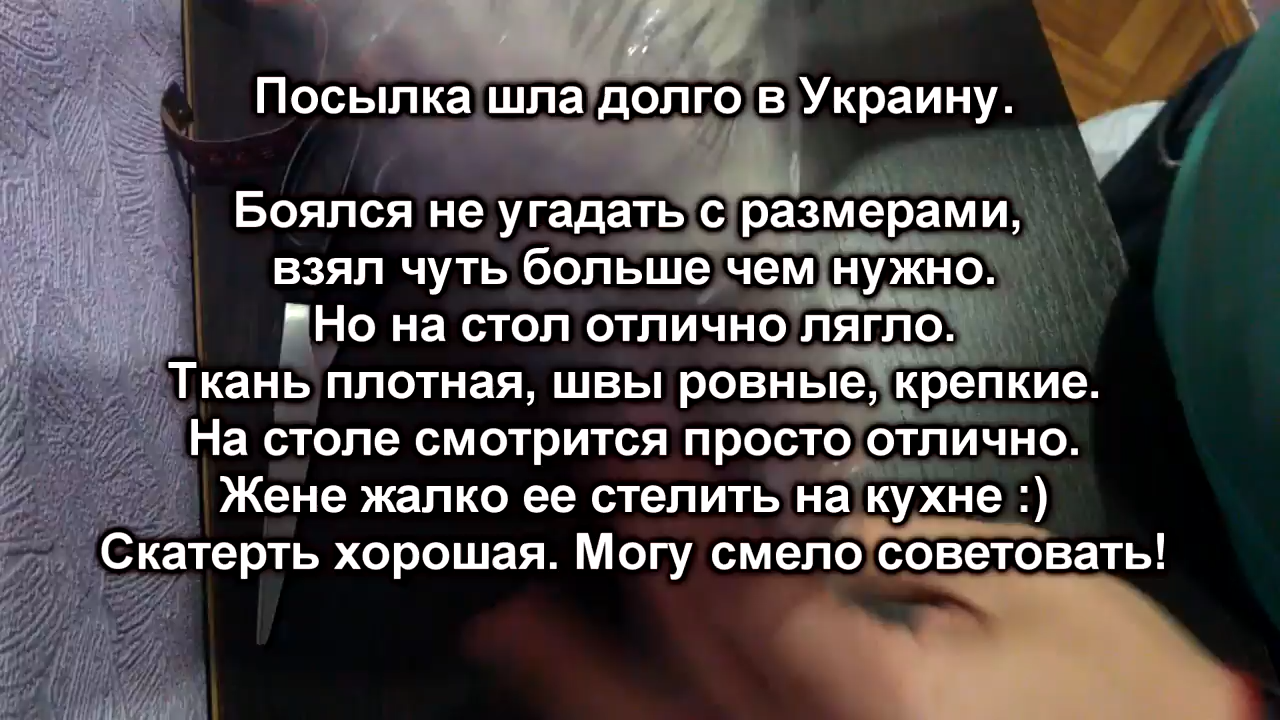 Посылка шла долго в Украину.
Боялся не угадать с размерами,
взял чуть больше чем нужно.
Но на стол отлично лягло.
Ткань плотная, швы ровные, крепкие.
На столе смотрится просто отлично.
Жене жалко ее стелить на кухне :)
Скатерть хорошая. Могу смело советовать!